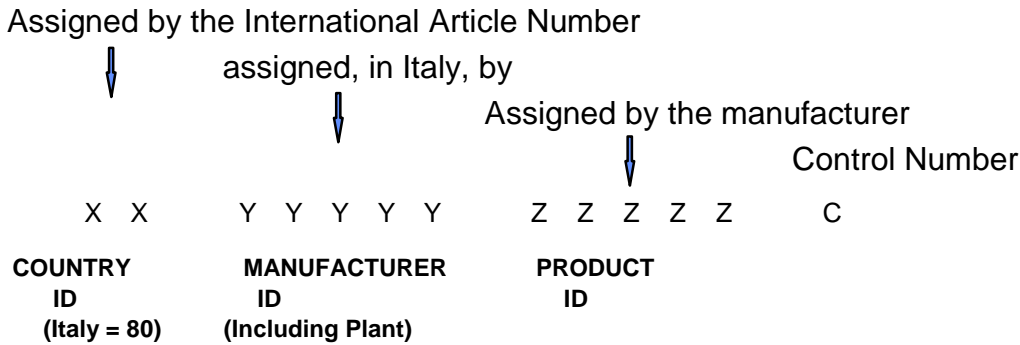 Assigned by the International Article Number
assigned, in Italy, by
Assigned by the manufacturer
Control Number
X X Y Y Y Y Y Z Z Z Z Z C
COUNTRY MANUFACTURER PRODUCT
ID ID ID
(Italy = 80) (Including Plant)